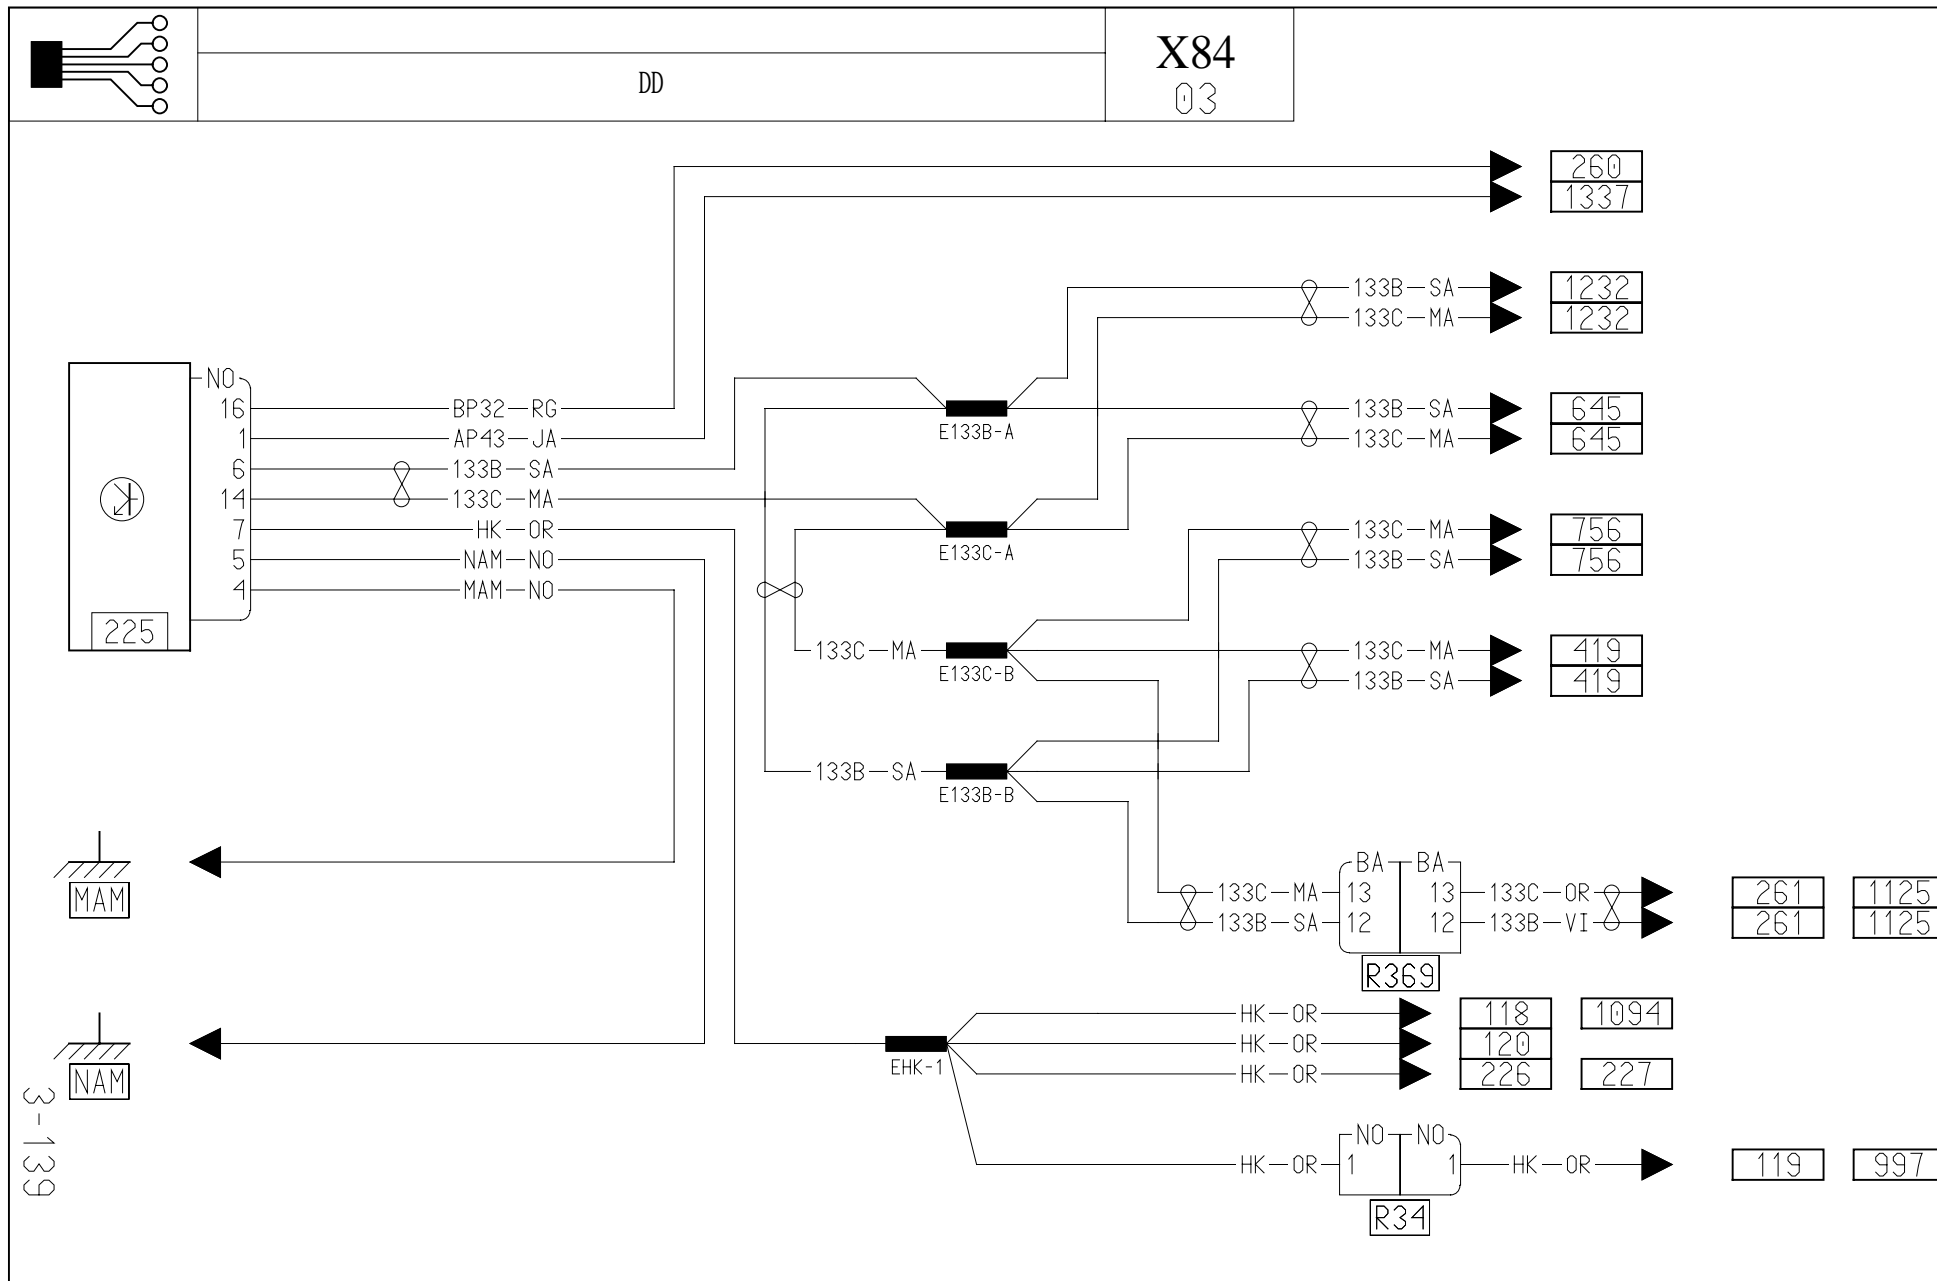 DD
X84
03
260
1337
133B SA 1232
133C MA 1232
NO
16 BP32 RG
1 AP43 JA
6 133B SA
14 133C MA
7 HK OR
5 NAM NO
4 MAM NO
225
E133B-A
133B SA 645
133C MA 645
E133C-A
133C MA 756
133B SA 756
133C MA
E133C-B
133C MA 419
133B SA 419
133B SA
E133B-B
MAM
BA BA
133C MA 13 13 133C OR 261 1125
133B SA 12 12 133B VI 261 1125
R369
NAM
EHK-1
HK OR 118 1094
HK OR 120
HK OR 226 227
NO NO
HK OR 1 1 HK OR 119 997
R34
3-139